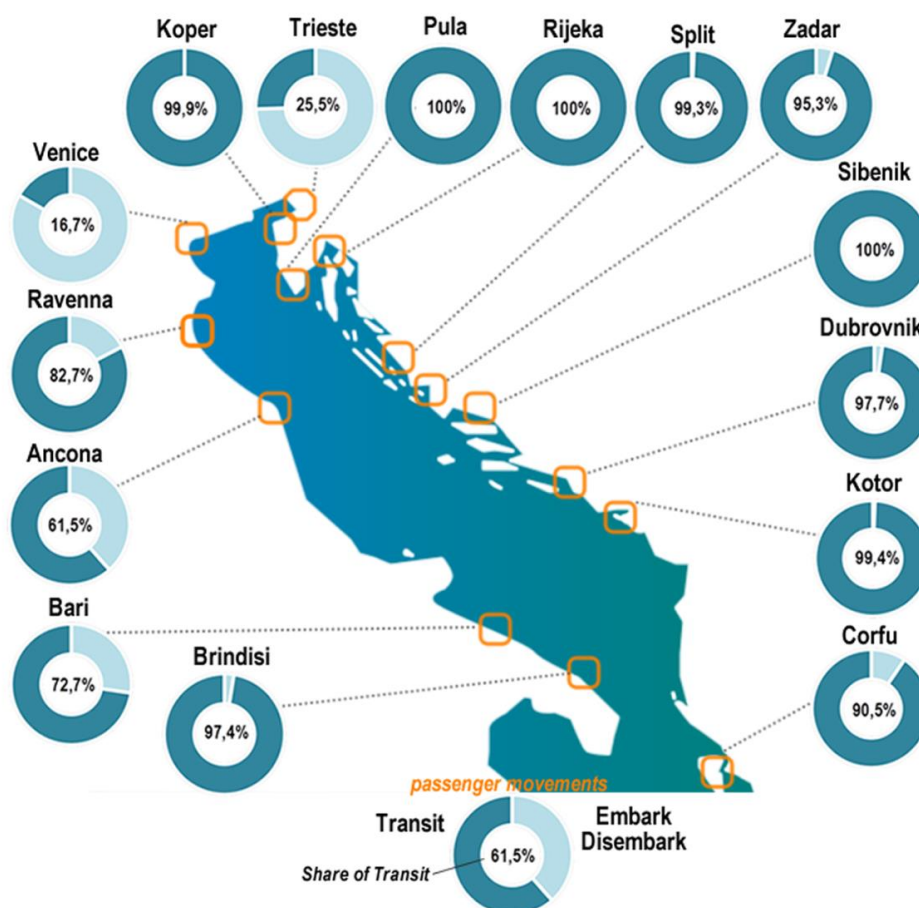 Koper
Trieste
Pula
Rijeka
Split
Zadar
99,9%
25,5%
100%
100%
99,3%
95,3%
Venice
16,7%
Sibenik
100%
Ravenna
82,7%
Dubrovnik
97,7%
Ancona
61,5%
Kotor
99,4%
Bari
72,7%
Brindisi
97,4%
Corfu
90,5%
passenger movements
Transit
Embark
Disembark
61,5%
Share of Transit